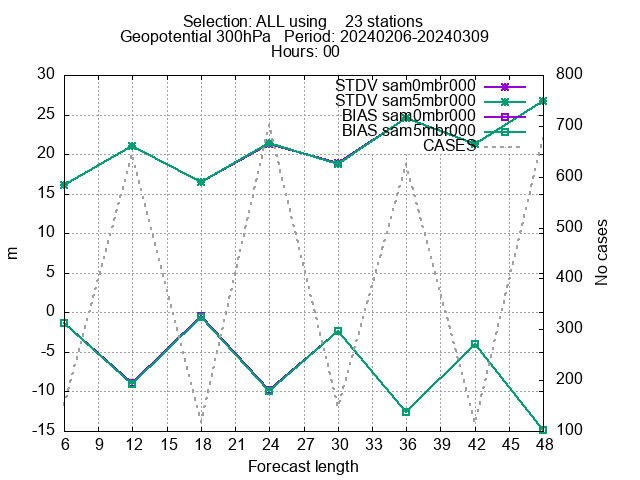 Selection: ALL using    23 stations
Geopotential 300hPa   Period: 20240206-20240309
Hours: 00
30 800
STDV sam0mbr000
STDV sam5mbr000
BIAS sam0mbr000
BIAS sam5mbr000
CASES
25 700
20 600
15
10 500
5 400
0 300
-5
-10 200
-15 100
m
No cases
6 9 12 15 18 21 24 27 30 33 36 39 42 45 48
Forecast length